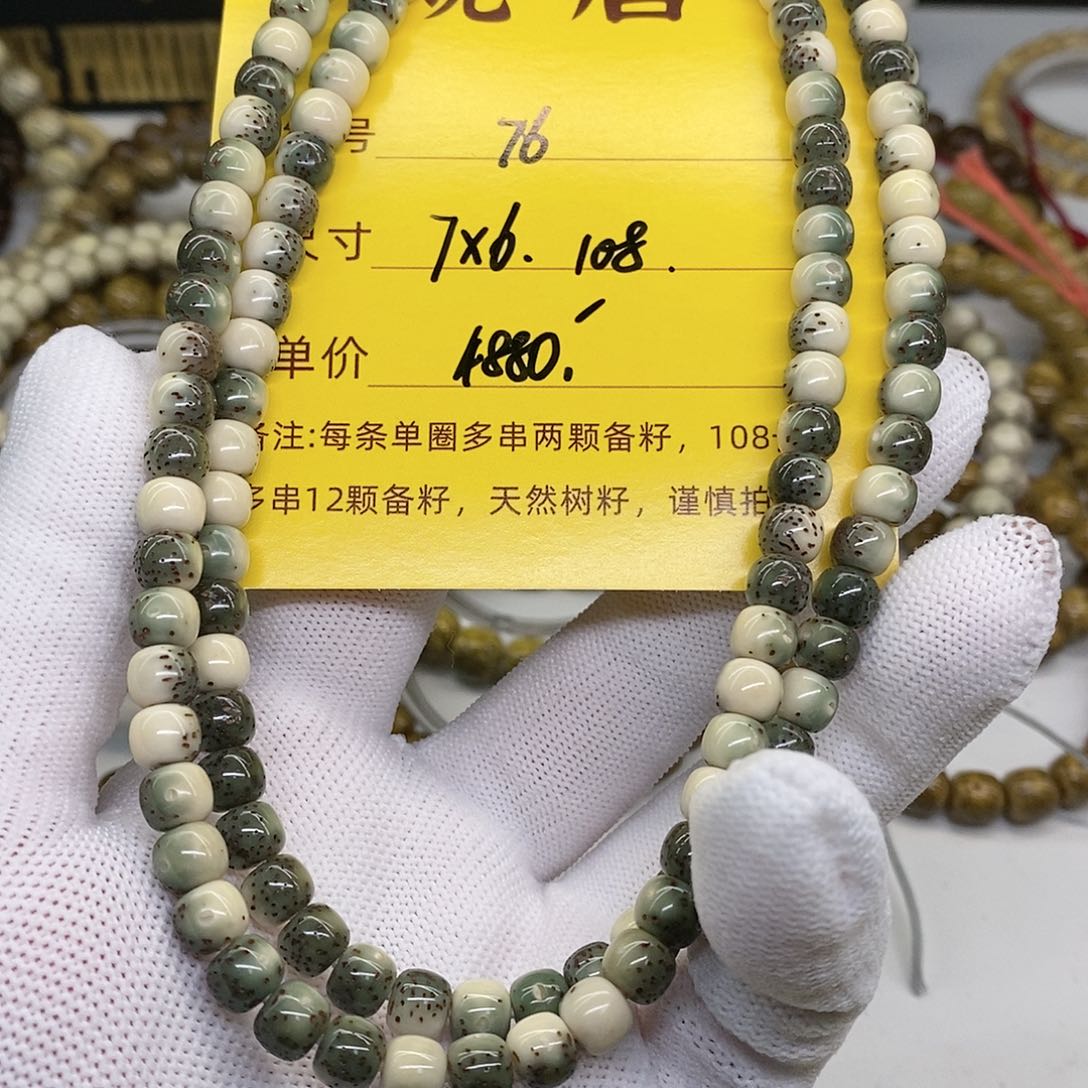 号 76
尺寸 7x6. 108.
单价
备注:每条单圈多串两颗备籽，108
多串12颗备籽，天然树籽，谨慎拍